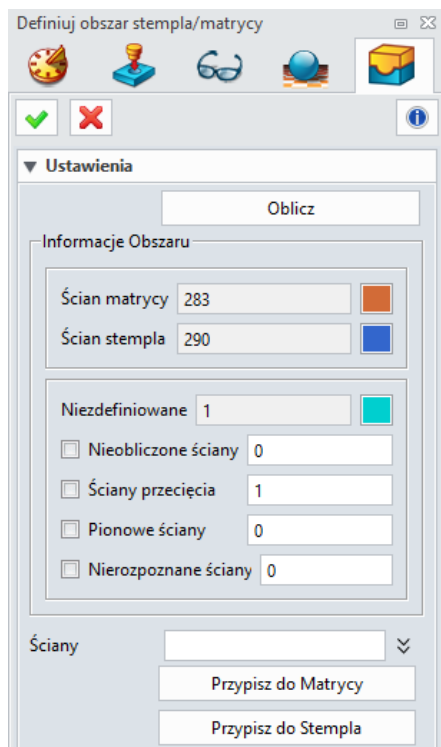 Definiuj obszar stempla/matrycy
Ustawienia
Oblicz
Informacje Obszaru
Ścian matrycy 283
Ścian stempla 290
Niezdefiniowane 1
Nieobliczone ściany 0
Ściany przecięcia 1
Pionowe ściany 0
Nierozpoznane ściany 0
Ściany
Przypisz do Matrycy
Przypisz do Stempla